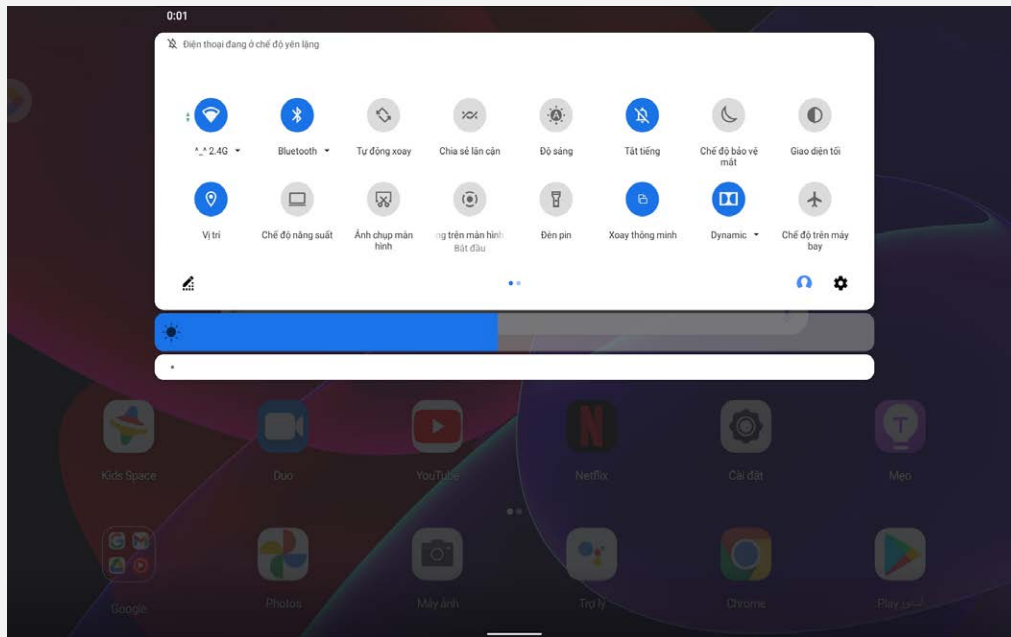 0:01
Điện thoại đang ở chế độ yên lặng
^_^ 2.4G
Bluetooth
Tự động xoay
Chia sẻ lân cận
Độ sáng
Tắt tiếng
Chế độ bảo vệ
mắt
Giao diện tối
Vị trí
Chế độ năng suất
Ảnh chụp màn
hình
ng trên màn hình
Bắt đầu
Đèn pin
Xoay thông minh
Dynamic
Chế độ trên máy
bay
Kids Space
Duo
YouTube
Netflix
Cài đặt
Mẹo
Google
Photos
Máy ảnh
Trợ lý
Chrome
Play